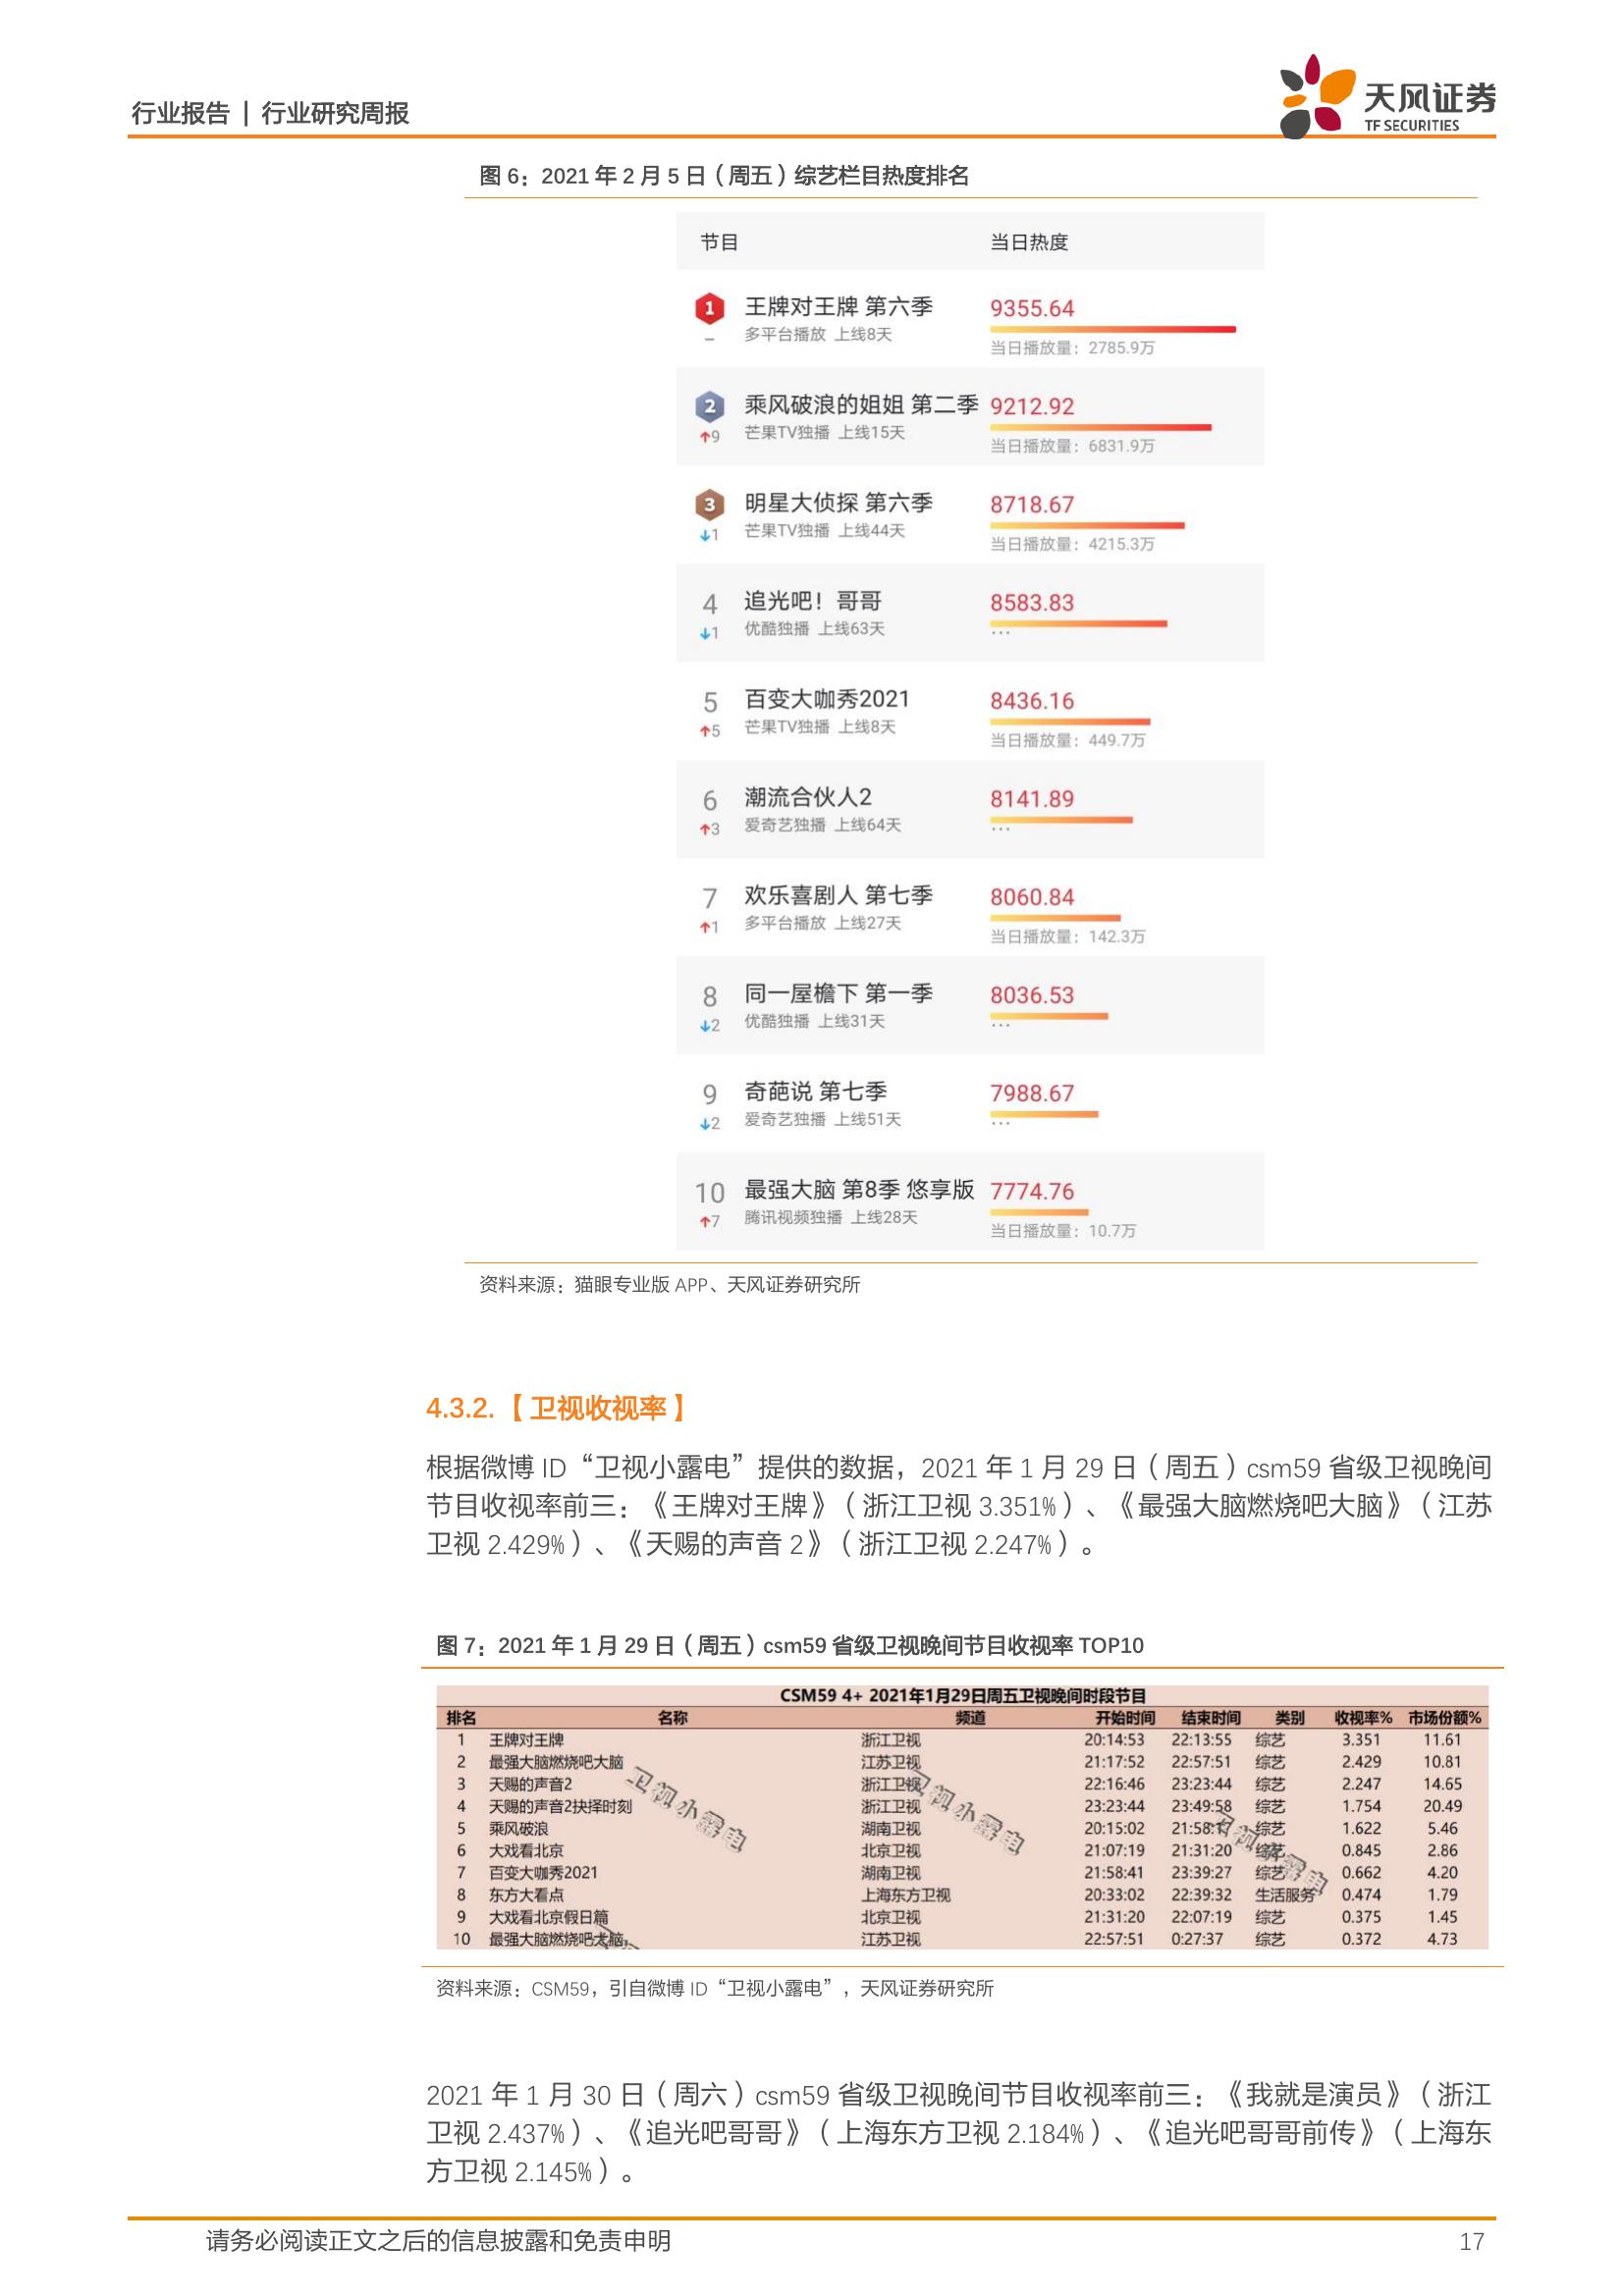 行业报告 | 行业研究周报
天风证券
TF SECURITIES
图 6：2021 年 2 月 5 日（周五）综艺栏目热度排名
节目 当日热度
1 王牌对王牌 第六季 9355.64
– 多平台播放 上线8天
当日播放量：2785.9万
2 乘风破浪的姐姐 第二季 9212.92
↑9 芒果TV独播 上线15天
当日播放量：6831.9万
3 明星大侦探 第六季 8718.67
↓1 芒果TV独播 上线44天
当日播放量：4215.3万
4 追光吧！哥哥 8583.83
↓1 优酷独播 上线63天 ...
5 百变大咖秀2021 8436.16
↑5 芒果TV独播 上线8天
当日播放量：449.7万
6 潮流合伙人2 8141.89
↑3 爱奇艺独播 上线64天 ...
7 欢乐喜剧人 第七季 8060.84
↑1 多平台播放 上线27天
当日播放量：142.3万
8 同一屋檐下 第一季 8036.53
↓2 优酷独播 上线31天 ...
9 奇葩说 第七季 7988.67
↓2 爱奇艺独播 上线51天 ...
10 最强大脑 第8季 悠享版 7774.76
↑7 腾讯视频独播 上线28天
当日播放量：10.7万
资料来源：猫眼专业版 APP、天风证券研究所
4.3.2.【卫视收视率】
根据微博 ID“卫视小露电”提供的数据，2021 年 1 月 29 日（周五）csm59 省级卫视晚间
节目收视率前三：《王牌对王牌》（浙江卫视 3.351%）、《最强大脑燃烧吧大脑》（江苏
卫视 2.429%）、《天赐的声音 2》（浙江卫视 2.247%）。
图 7：2021 年 1 月 29 日（周五）csm59 省级卫视晚间节目收视率 TOP10
CSM59 4+ 2021年1月29日周五卫视晚间时段节目
排名 名称 频道 开始时间 结束时间 类别 收视率% 市场份额%
1 王牌对王牌 浙江卫视 20:14:53 22:13:55 综艺 3.351 11.61
2 最强大脑燃烧吧大脑 江苏卫视 21:17:52 22:57:51 综艺 2.429 10.81
3 天赐的声音2 浙江卫视 22:16:46 23:23:44 综艺 2.247 14.65
4 天赐的声音2抉择时刻 浙江卫视 23:23:44 23:49:58 综艺 1.754 20.49
5 乘风破浪 湖南卫视 20:15:02 综艺 1.622 5.46
6 大戏看北京 北京卫视 21:07:19 21:31:20 综艺 0.845 2.86
7 百变大咖秀2021 湖南卫视 21:58:41 23:39:27 综艺 0.662 4.20
8 东方大看点 上海东方卫视 20:33:02 22:39:32 生活服务 0.474 1.79
9 大戏看北京假日篇 北京卫视 21:31:20 22:07:19 综艺 0.375 1.45
10 最强大脑燃烧吧大脑 江苏卫视 22:57:51 0:27:37 综艺 0.372 4.73
卫视小露电
卫视小露电
卫视小露电
资料来源：CSM59，引自微博 ID“卫视小露电”，天风证券研究所
2021 年 1 月 30 日（周六）csm59 省级卫视晚间节目收视率前三：《我就是演员》（浙江
卫视 2.437%）、《追光吧哥哥》（上海东方卫视 2.184%）、《追光吧哥哥前传》（上海东
方卫视 2.145%）。
请务必阅读正文之后的信息披露和免责申明 17